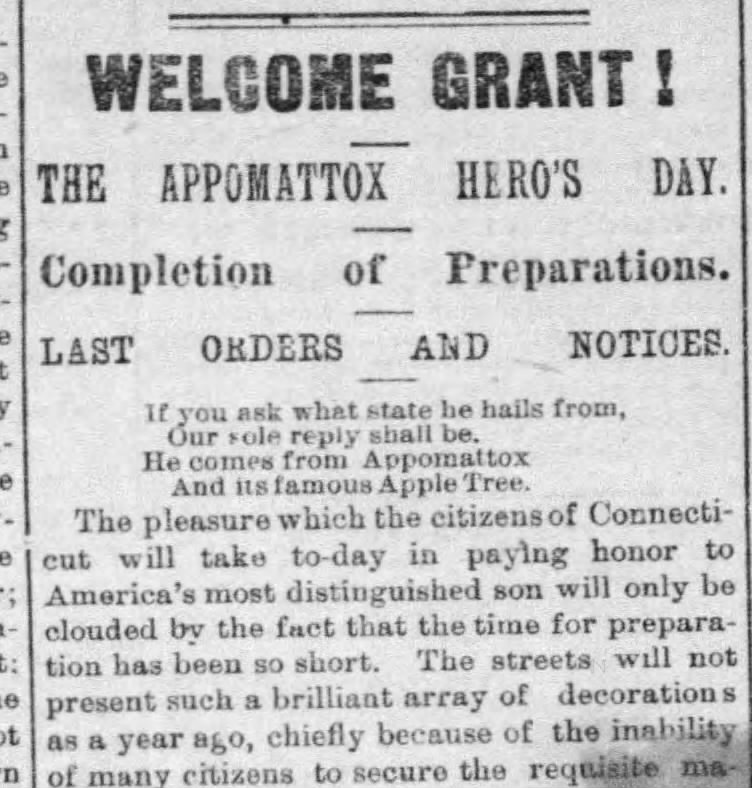 WELCOME GRANT!
THE APPOMATTOX HERO'S DAY.
Completion of Preparations.
LAST ORDERS AND NOTICES.
If you ask what state he hails from,
Our sole reply shall be.
He comes from Appomattox
And its famous Apple Tree.
The pleasure which the citizens of Connecti-
cut will take to-day in paying honor to
America's most distinguished son will only be
clouded by the fact that the time for prepara-
tion has been so short. The streets will not
present such a brilliant array of decorations
as a year ago, chiefly because of the inability
of many citizens to secure the requisite ma-